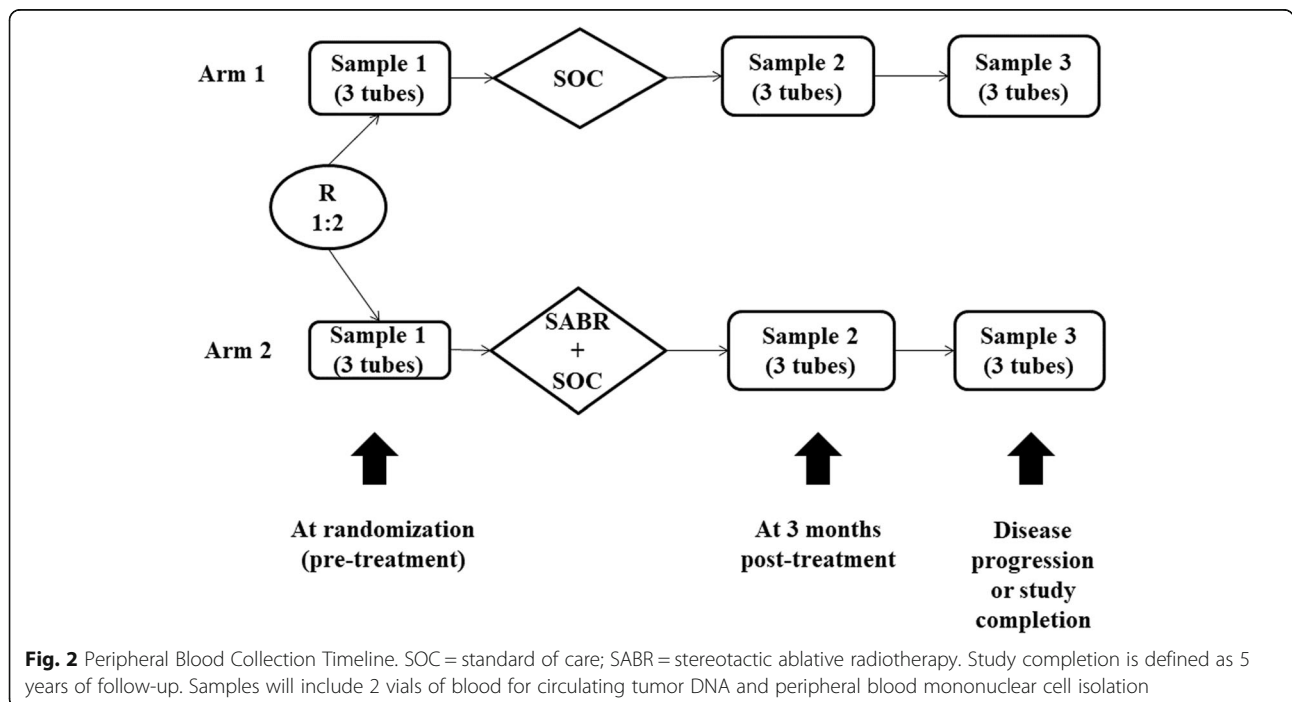 Arm 1
Sample 1
(3 tubes)
SOC
Sample 2
(3 tubes)
Sample 3
(3 tubes)
R
1:2
Arm 2
Sample 1
(3 tubes)
SABR
+
SOC
Sample 2
(3 tubes)
Sample 3
(3 tubes)
At randomization
(pre-treatment)
At 3 months
post-treatment
Disease
progression
or study
completion
Fig. 2 Peripheral Blood Collection Timeline. SOC = standard of care; SABR = stereotactic ablative radiotherapy. Study completion is defined as 5
years of follow-up. Samples will include 2 vials of blood for circulating tumor DNA and peripheral blood mononuclear cell isolation